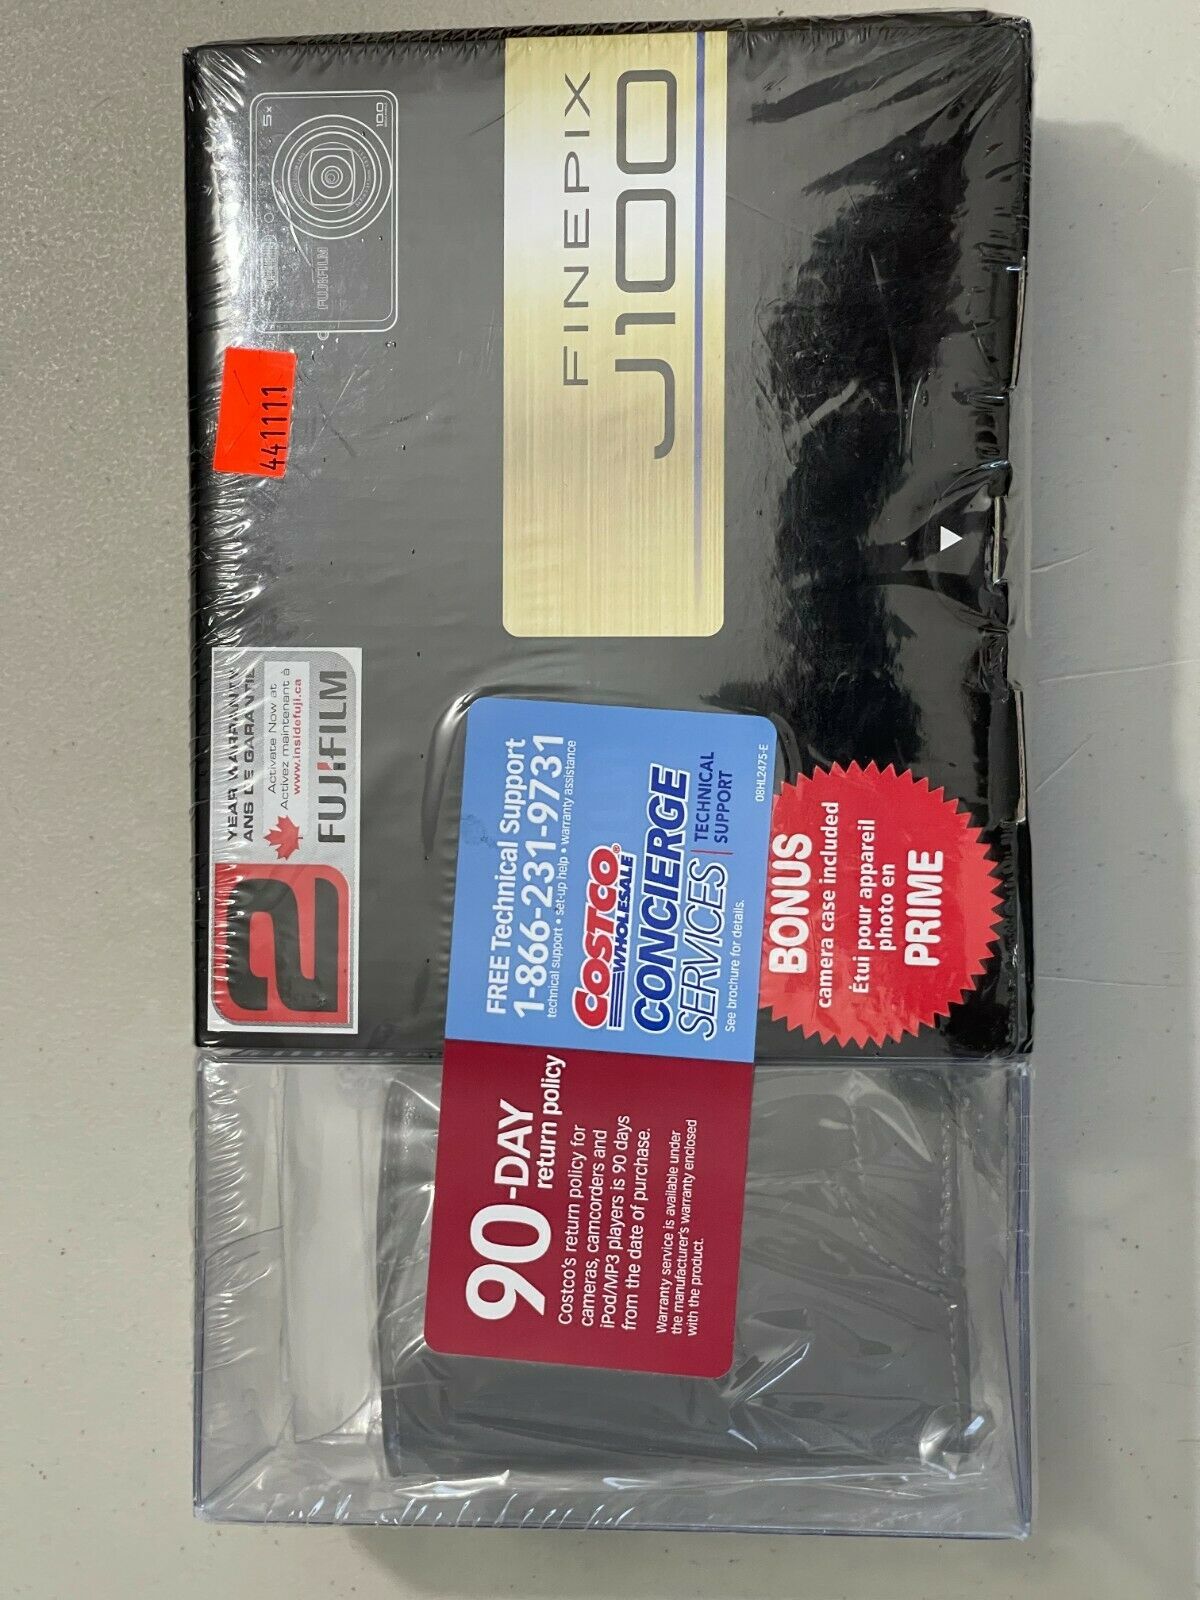 FINEPIX
J100
5x
10.0
FUJIFILM
441111
2
YEAR WARRANTY
ANS DE GARANTIE
Activate Now at
Activez maintenant à
www.insidefuji.ca
FUJIFILM
FREE Technical Support
1-866-231-9731
technical support • set-up help • warranty assistance
COSTCO®
WHOLESALE
CONCIERGE
SERVICES
TECHNICAL
SUPPORT
See brochure for details.
08HL2475-E
BONUS
camera case included
Étui pour appareil
photo en
PRIME
90-DAY
return policy
Costco's return policy for
cameras, camcorders and
iPod/MP3 players is 90 days
from the date of purchase.
Warranty service is available under
the manufacturer's warranty enclosed
with the product.